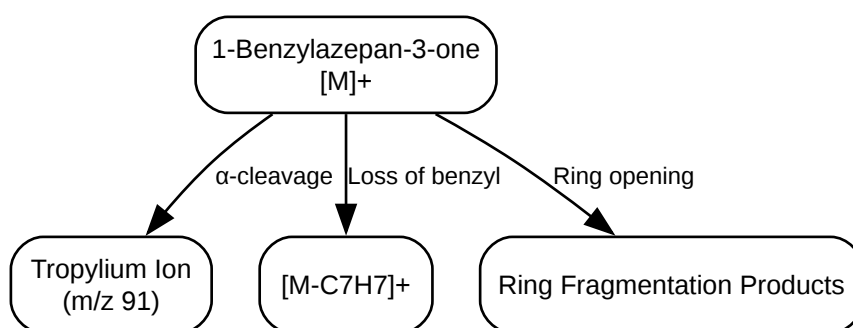 1-Benzylazepan-3-one
[M]+
α-cleavage
Loss of benzyl
Ring opening
Tropylium Ion
(m/z 91)
[M-C7H7]+
Ring Fragmentation Products